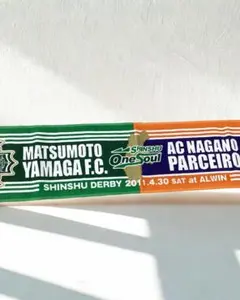 MATSUMOTO
YAMAGA F.C.
SHINSHU
One Soul
AC NAGANO
PARCEIRO
SHINSHU DERBY 2011.4.30 SAT at ALWIN